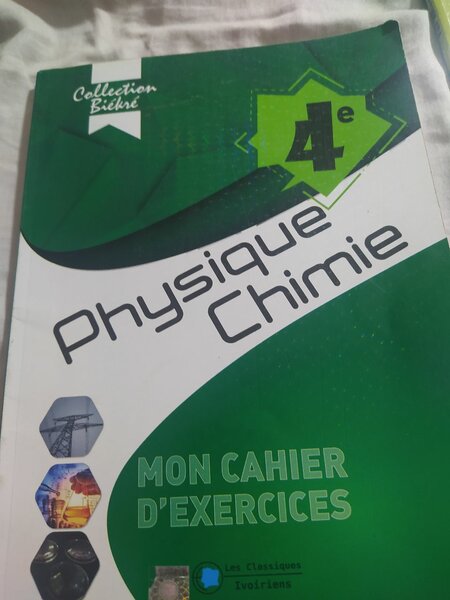 Collection
Biékré
4e
Physique
Chimie
MON CAHIER
D'EXERCICES
Les Classiques
Ivoiriens